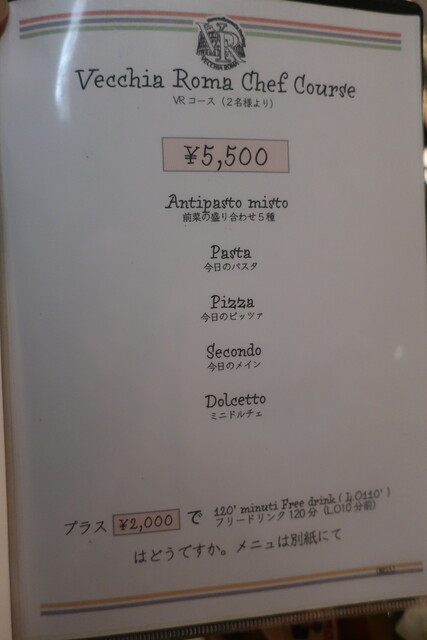 VR
VECCHIA ROMA
Vecchia Roma Chef Course
VRコース（2名様より）
¥5,500
Antipasto misto
前菜の盛り合わせ5種
Pasta
今日のパスタ
Pizza
今日のピッツァ
Secondo
今日のメイン
Dolcetto
ミニドルチェ
プラス ¥2,000 で 120' minuti Free drink ( LO110' )
フリードリンク120分（LO10分前）
はどうですか。メニュは別紙にて